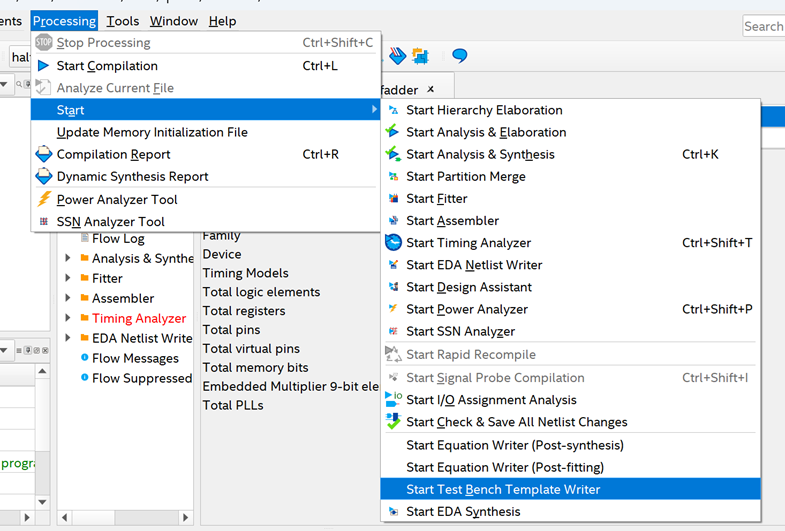 ents Processing Tools Window Help
Search
STOP Stop Processing Ctrl+Shift+C
hal
Start Compilation Ctrl+L
Analyze Current File
fadder
Start
Update Memory Initialization File
Compilation Report Ctrl+R
Dynamic Synthesis Report
Power Analyzer Tool
SSN Analyzer Tool
Start Hierarchy Elaboration
Start Analysis & Elaboration
Start Analysis & Synthesis Ctrl+K
Start Partition Merge
Start Fitter
Start Assembler
Start Timing Analyzer Ctrl+Shift+T
Start EDA Netlist Writer
Start Design Assistant
Start Power Analyzer Ctrl+Shift+P
Start SSN Analyzer
Start Rapid Recompile
Start Signal Probe Compilation Ctrl+Shift+I
Start I/O Assignment Analysis
Start Check & Save All Netlist Changes
Start Equation Writer (Post-synthesis)
Start Equation Writer (Post-fitting)
Start Test Bench Template Writer
Start EDA Synthesis
Flow Log
Analysis & Synthe
Fitter
Assembler
Timing Analyzer
EDA Netlist Write
Flow Messages
Flow Suppressed
Family
Device
Timing Models
Total logic elements
Total registers
Total pins
Total virtual pins
Total memory bits
Embedded Multiplier 9-bit ele
Total PLLs
progra